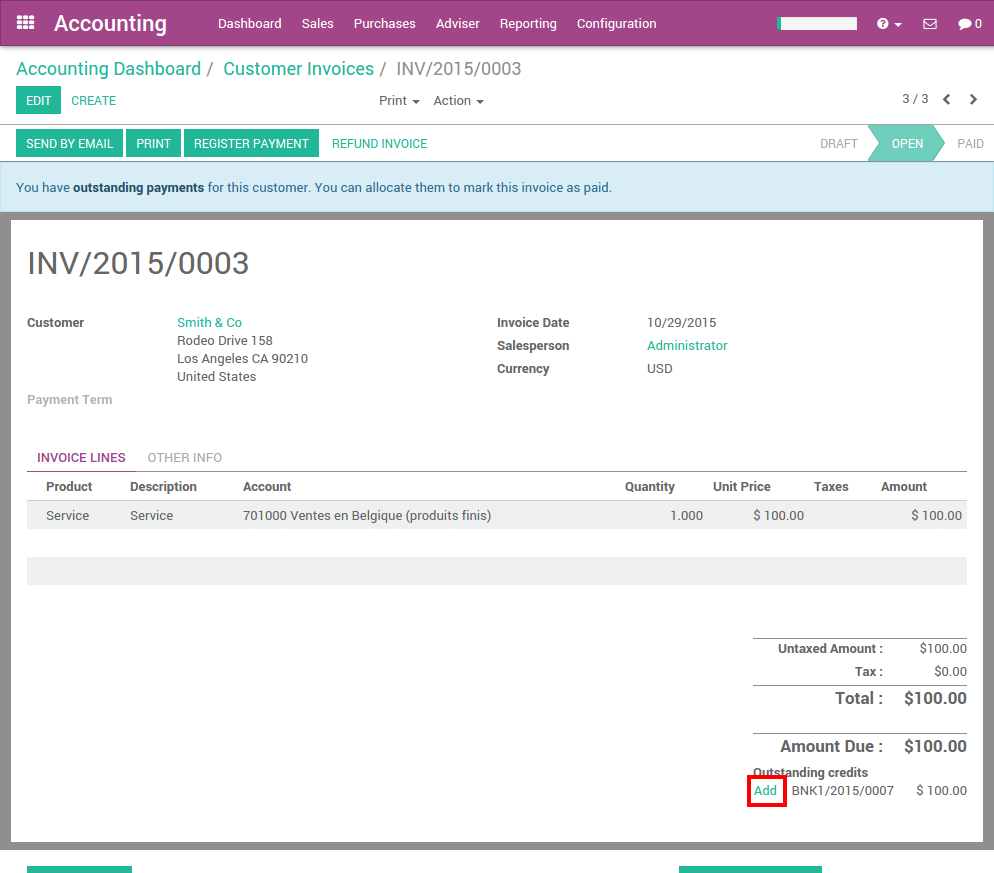 Accounting Dashboard Sales Purchases Adviser Reporting Configuration ? 0
Accounting Dashboard / Customer Invoices / INV/2015/0003
EDIT CREATE Print Action 3 / 3
SEND BY EMAIL PRINT REGISTER PAYMENT REFUND INVOICE DRAFT OPEN PAID
You have outstanding payments for this customer. You can allocate them to mark this invoice as paid.
INV/2015/0003
Customer Smith & Co Invoice Date 10/29/2015
Rodeo Drive 158 Salesperson Administrator
Los Angeles CA 90210 Currency USD
United States
Payment Term
INVOICE LINES OTHER INFO
Product Description Account Quantity Unit Price Taxes Amount
Service Service 701000 Ventes en Belgique (produits finis) 1.000 $ 100.00 $ 100.00
Untaxed Amount : $100.00
Tax : $0.00
Total : $100.00
Amount Due : $100.00
Outstanding credits
Add BNK1/2015/0007 $ 100.00